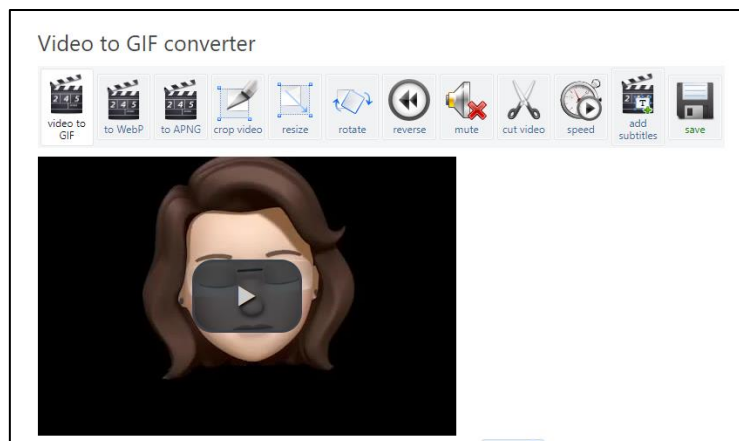 Video to GIF converter
video to GIF
to WebP
to APNG
crop video
resize
rotate
reverse
mute
cut video
speed
add subtitles
save